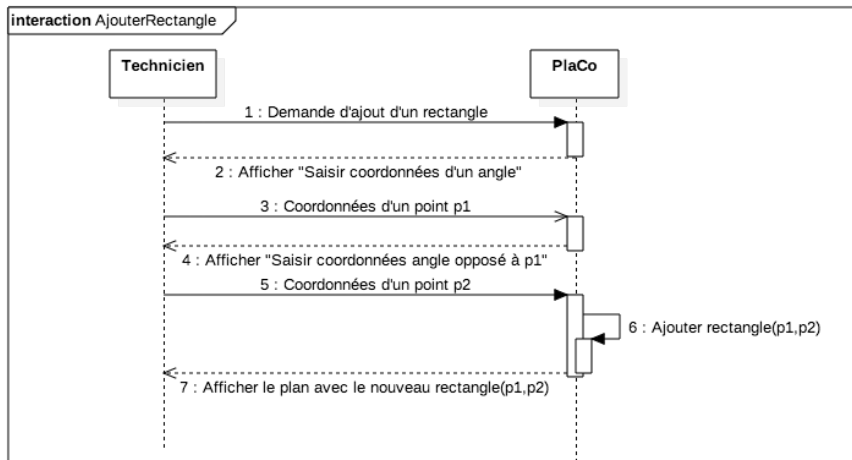 interaction AjouterRectangle
Technicien
PlaCo
1 : Demande d'ajout d'un rectangle
2 : Afficher "Saisir coordonnées d'un angle"
3 : Coordonnées d'un point p1
4 : Afficher "Saisir coordonnées angle opposé à p1"
5 : Coordonnées d'un point p2
6 : Ajouter rectangle(p1,p2)
7 : Afficher le plan avec le nouveau rectangle(p1,p2)